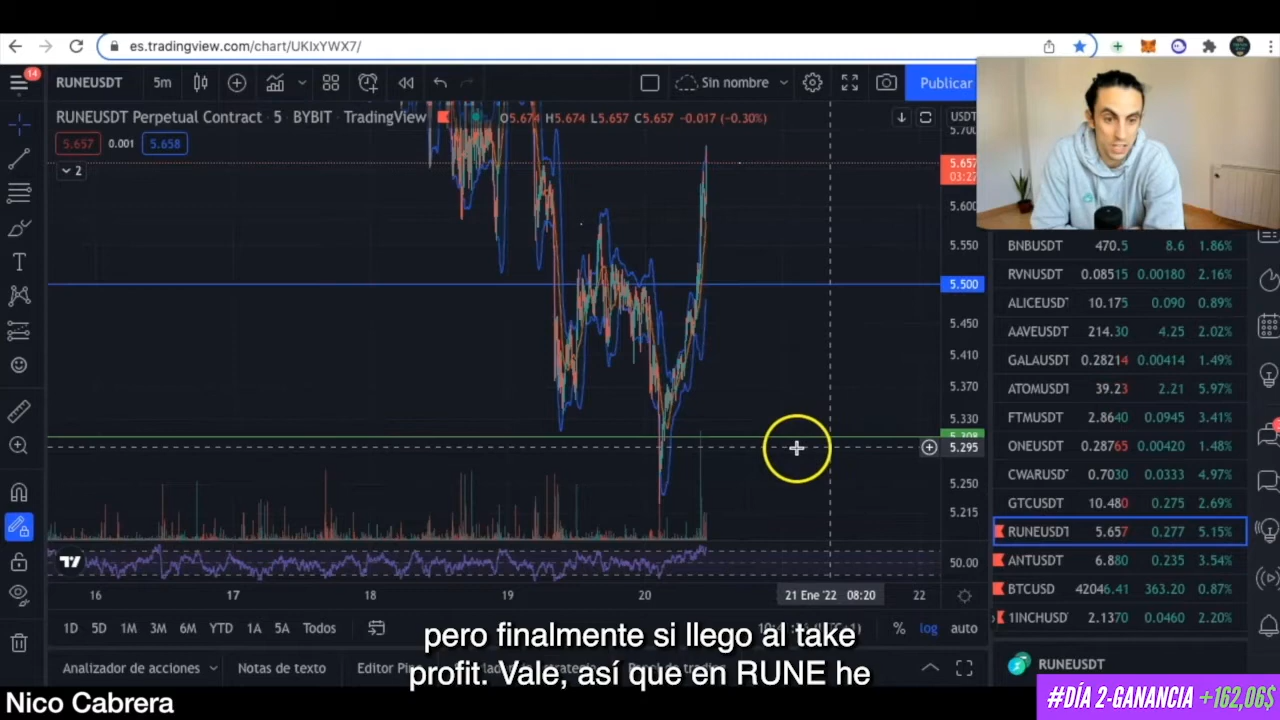 es.tradingview.com/chart/UKIxYWX7/
14
RUNEUSDT
5m
Sin nombre
Publicar
RUNEUSDT Perpetual Contract · 5 · BYBIT · TradingView
O5.674 H5.674 L5.657 C5.657 -0.017 (-0.30%)
USDT
5.657
0.001
5.658
2
5.700
5.657
03:27
5.600
5.550
5.500
5.450
5.410
5.370
5.330
5.308
5.295
5.250
5.215
50.00
BNBUSDT 470.5 8.6 1.86%
RVNUSDT 0.08515 0.00180 2.16%
ALICEUSDT 10.175 0.090 0.89%
AAVEUSDT 214.30 4.25 2.02%
GALAUSDT 0.28214 0.00414 1.49%
ATOMUSDT 39.23 2.21 5.97%
FTMUSDT 2.8640 0.0945 3.41%
ONEUSDT 0.28765 0.00420 1.48%
CWARUSDT 0.7030 0.0333 4.97%
GTCUSDT 10.480 0.275 2.69%
RUNEUSDT 5.657 0.277 5.15%
ANTUSDT 6.880 0.235 3.54%
BTCUSD 42046.41 363.20 0.87%
1INCHUSDT 2.1370 0.0460 2.20%
16 17 18 19 20 21 Ene '22 08:20 22
1D 5D 1M 3M 6M YTD 1A 5A Todos
% log auto
Analizador de acciones
Notas de texto
Editor
RUNEUSDT
pero finalmente si llego al take
profit. Vale, así que en RUNE he
Nico Cabrera
#DÍA 2-GANANCIA +162,06$